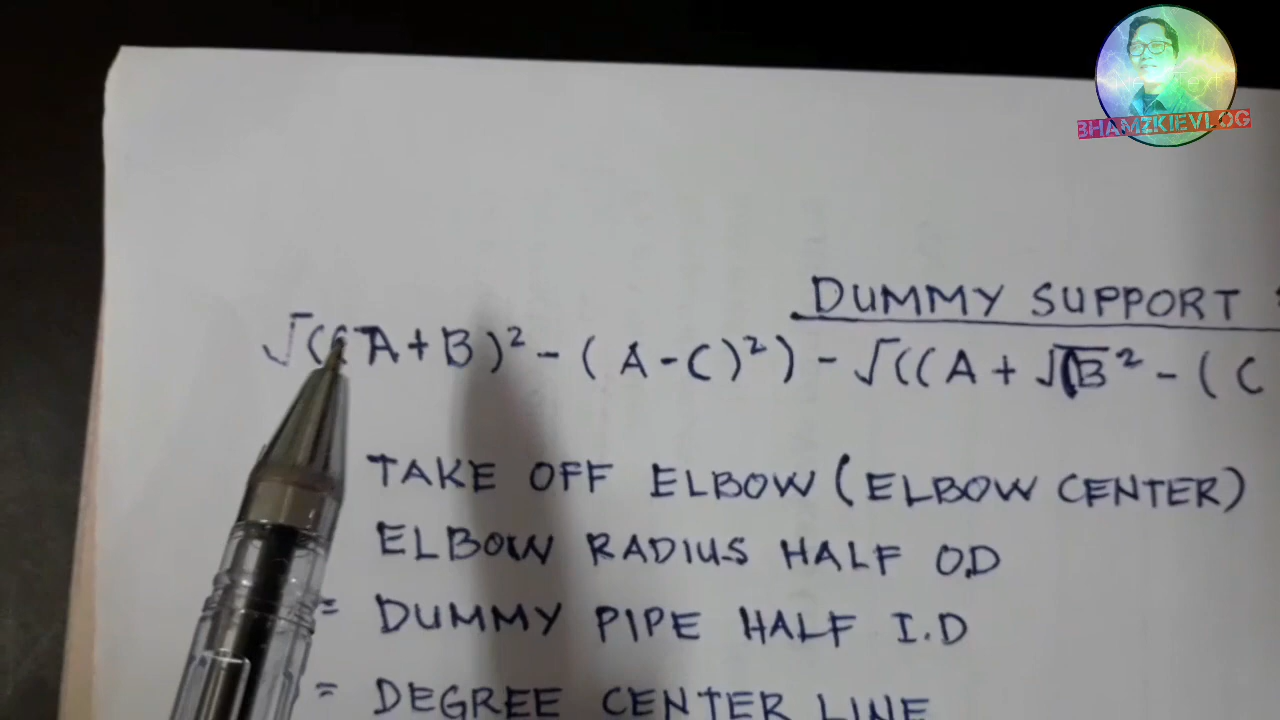 BHAMZKIEVLOG
DUMMY SUPPORT
√((A+B)² - (A-C)²) - √((A + √B² - (C
TAKE OFF ELBOW (ELBOW CENTER)
ELBOW RADIUS HALF O.D
= DUMMY PIPE HALF I.D
= DEGREE CENTER LINE